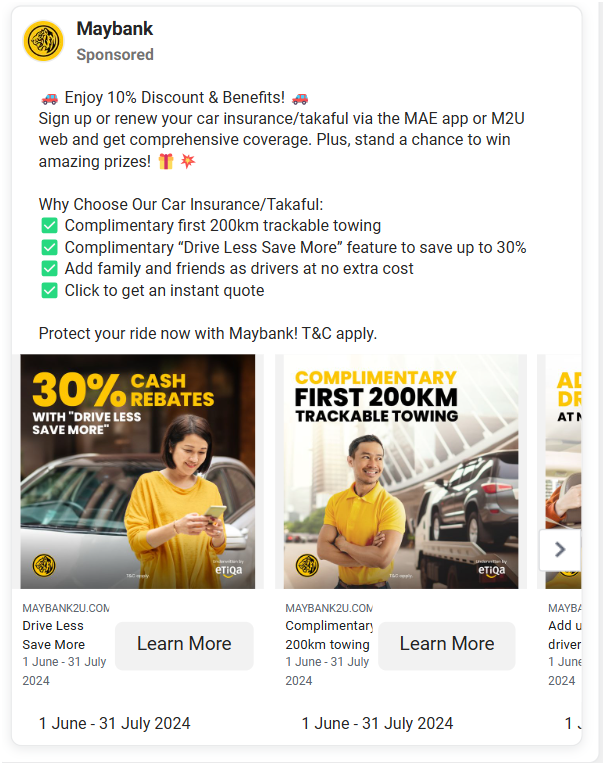 Maybank
Sponsored
🚗 Enjoy 10% Discount & Benefits! 🚗
Sign up or renew your car insurance/takaful via the MAE app or M2U
web and get comprehensive coverage. Plus, stand a chance to win
amazing prizes! 🎁 💥
Why Choose Our Car Insurance/Takaful:
✅ Complimentary first 200km trackable towing
✅ Complimentary “Drive Less Save More” feature to save up to 30%
✅ Add family and friends as drivers at no extra cost
✅ Click to get an instant quote
Protect your ride now with Maybank! T&C apply.
30% CASH
REBATES
WITH "DRIVE LESS
SAVE MORE"
T&C apply.
Underwritten by
eTiQa
COMPLIMENTARY
FIRST 200KM
TRACKABLE TOWING
T&C apply.
Underwritten by
eTiQa
AD
DR
AT N
MAYBANK2U.COM
Drive Less
Save More
1 June - 31 July
2024
Learn More
MAYBANK2U.COM
Complimentary
200km towing
1 June - 31 July
2024
Learn More
MAYBA
Add u
driver
1 June
2024
1 June - 31 July 2024
1 June - 31 July 2024
1 J